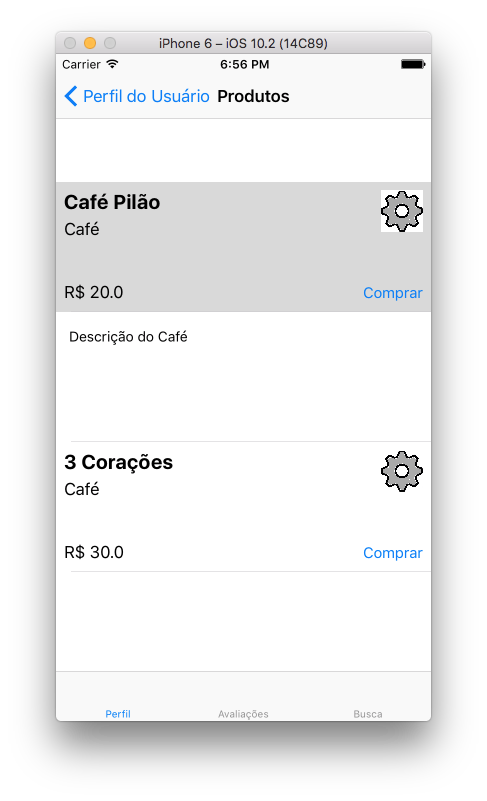 iPhone 6 – iOS 10.2 (14C89)
Carrier 6:56 PM
Perfil do Usuário Produtos
Café Pilão
Café
R$ 20.0 Comprar
Descrição do Café
3 Corações
Café
R$ 30.0 Comprar
Perfil Avaliações Busca